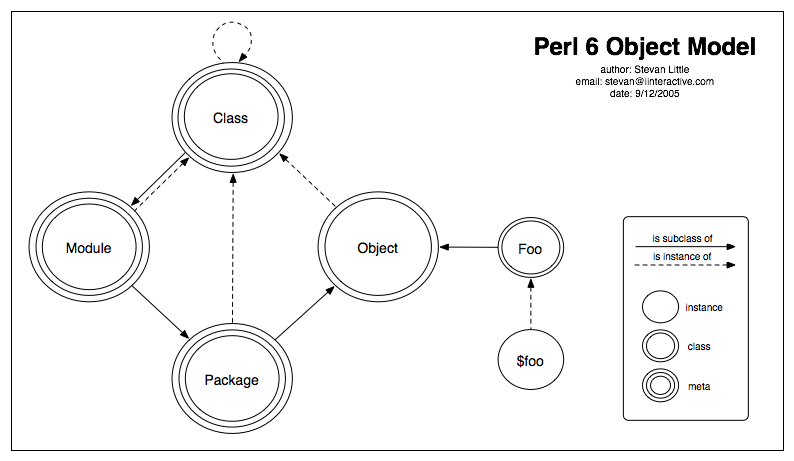 Perl 6 Object Model
author: Stevan Little
email: stevan@iinteractive.com
date: 9/12/2005
Class
Module
Object
Foo
Package
$foo
is subclass of
is instance of
instance
class
meta